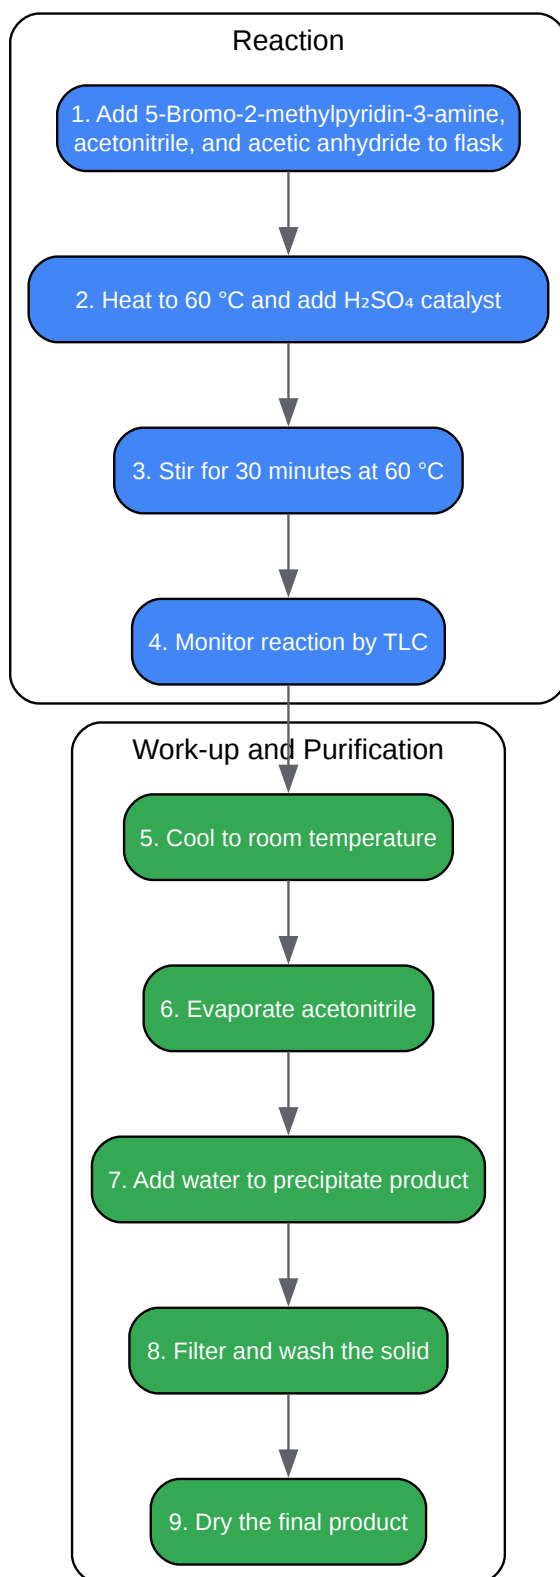 Reaction
1. Add 5-Bromo-2-methylpyridin-3-amine,
acetonitrile, and acetic anhydride to flask
2. Heat to 60 °C and add H₂SO₄ catalyst
3. Stir for 30 minutes at 60 °C
4. Monitor reaction by TLC
Work-up and Purification
5. Cool to room temperature
6. Evaporate acetonitrile
7. Add water to precipitate product
8. Filter and wash the solid
9. Dry the final product